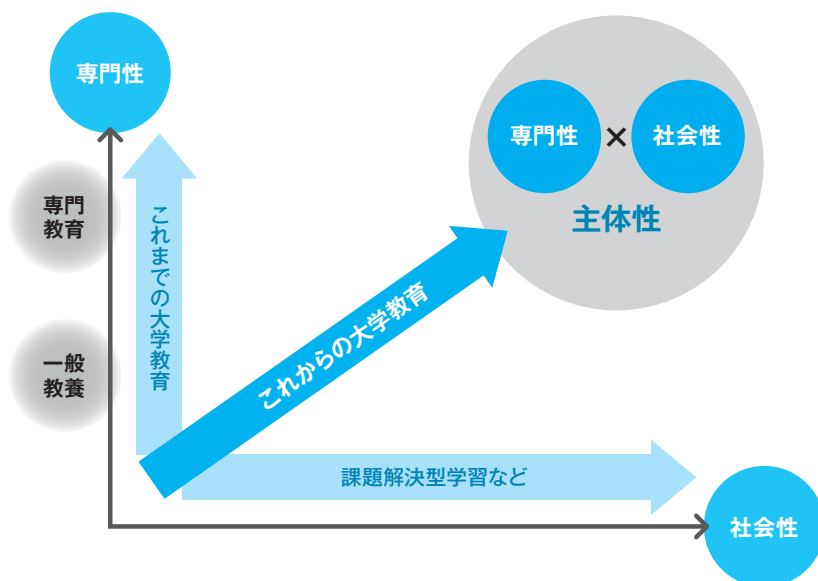 専門性
専門性
×
社会性
主体性
専門
教育
これまでの大学教育
これからの大学教育
一般
教養
課題解決型学習など
社会性